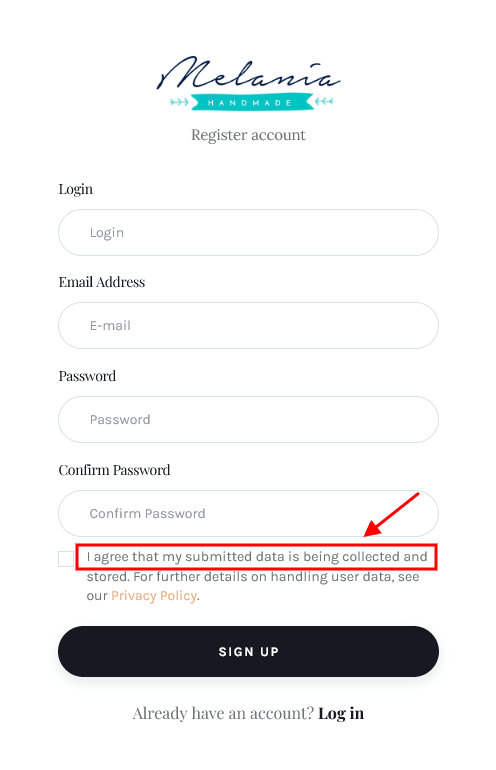 Melania
HANDMADE
Register account
Login
Login
Email Address
E-mail
Password
Password
Confirm Password
Confirm Password
I agree that my submitted data is being collected and
stored. For further details on handling user data, see
our Privacy Policy.
SIGN UP
Already have an account? Log in